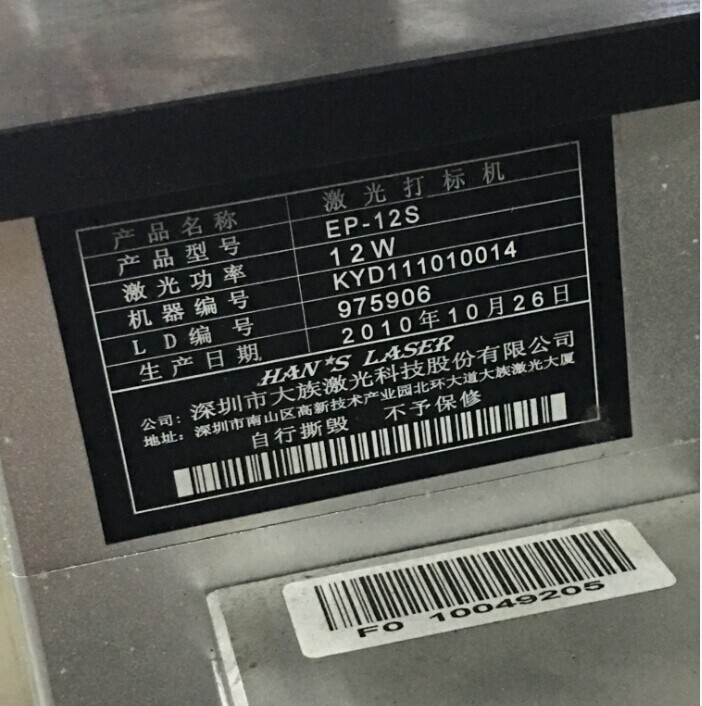 产品名称 激光打标机
产品型号 EP-12S
激光功率 12W
机器编号 KYD111010014
LD编号 975906
生产日期 2010年10月26日
HAN★S LASER
公司: 深圳市大族激光科技股份有限公司
地址: 深圳市南山区高新技术产业园北环大道大族激光大厦
自行撕毁 不予保修
F0 10049205